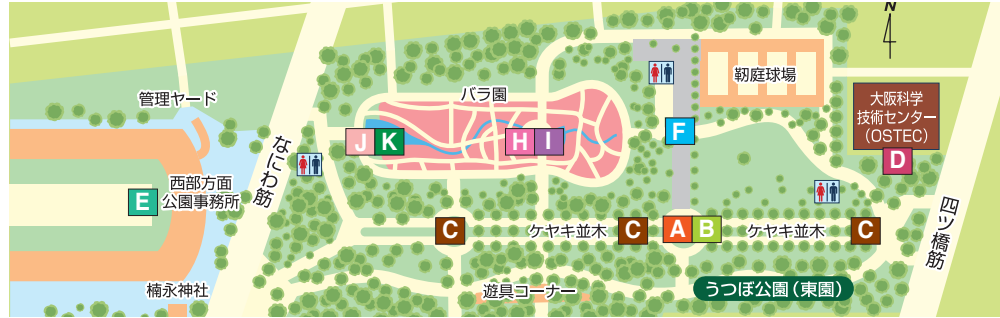 N
靭庭球場
バラ園
管理ヤード
大阪科学
技術センター
(OSTEC)
F
J K
H I
D
なにわ筋
西部方面
公園事務所
E
四ツ橋筋
C
ケヤキ並木
C
A B
ケヤキ並木
C
楠永神社
遊具コーナー
うつぼ公園(東園)